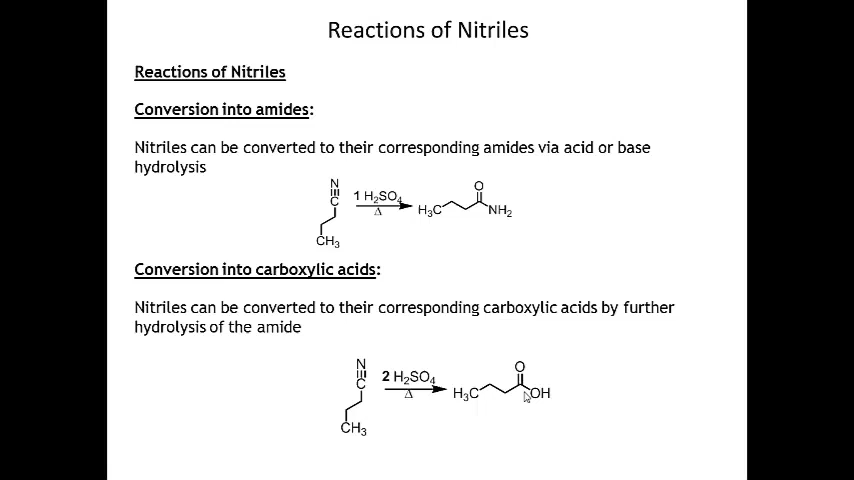 Reactions of Nitriles
Reactions of Nitriles
Conversion into amides:
Nitriles can be converted to their corresponding amides via acid or base
hydrolysis
N
C
CH₃
1 H₂SO₄
Δ
O
H₃C
NH₂
Conversion into carboxylic acids:
Nitriles can be converted to their corresponding carboxylic acids by further
hydrolysis of the amide
N
C
CH₃
2 H₂SO₄
Δ
O
H₃C
OH